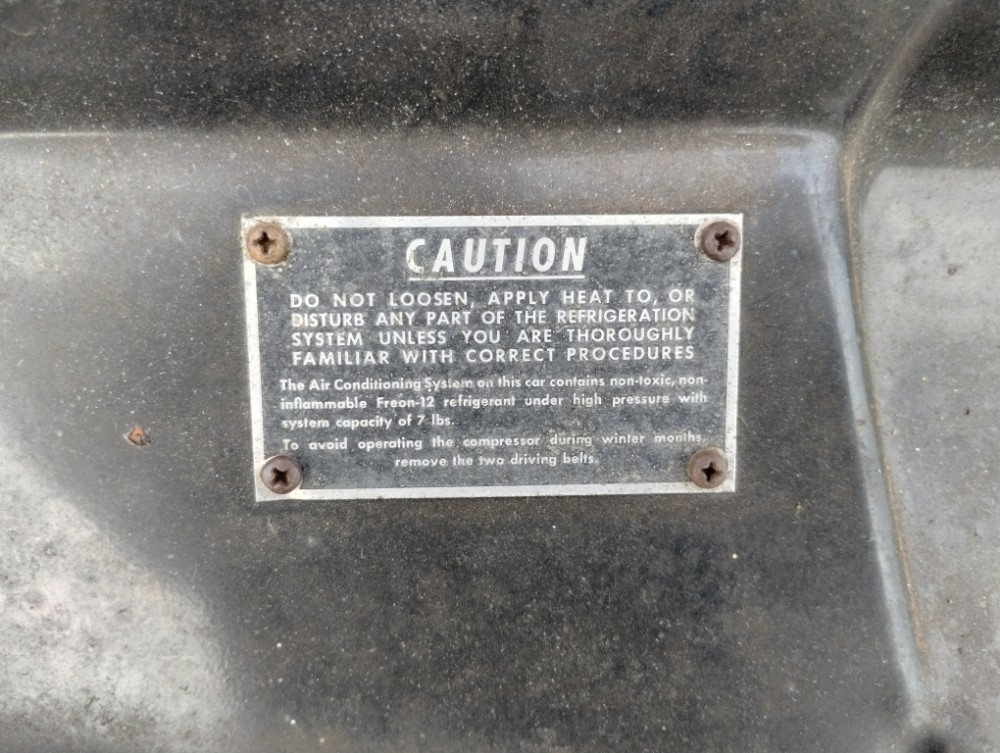 CAUTION
DO NOT LOOSEN, APPLY HEAT TO, OR
DISTURB ANY PART OF THE REFRIGERATION
SYSTEM UNLESS YOU ARE THOROUGHLY
FAMILIAR WITH CORRECT PROCEDURES
The Air Conditioning System on this car contains non-toxic, non-
inflammable Freon-12 refrigerant under high pressure with
system capacity of 7 lbs.
To avoid operating the compressor during winter months,
remove the two driving belts.